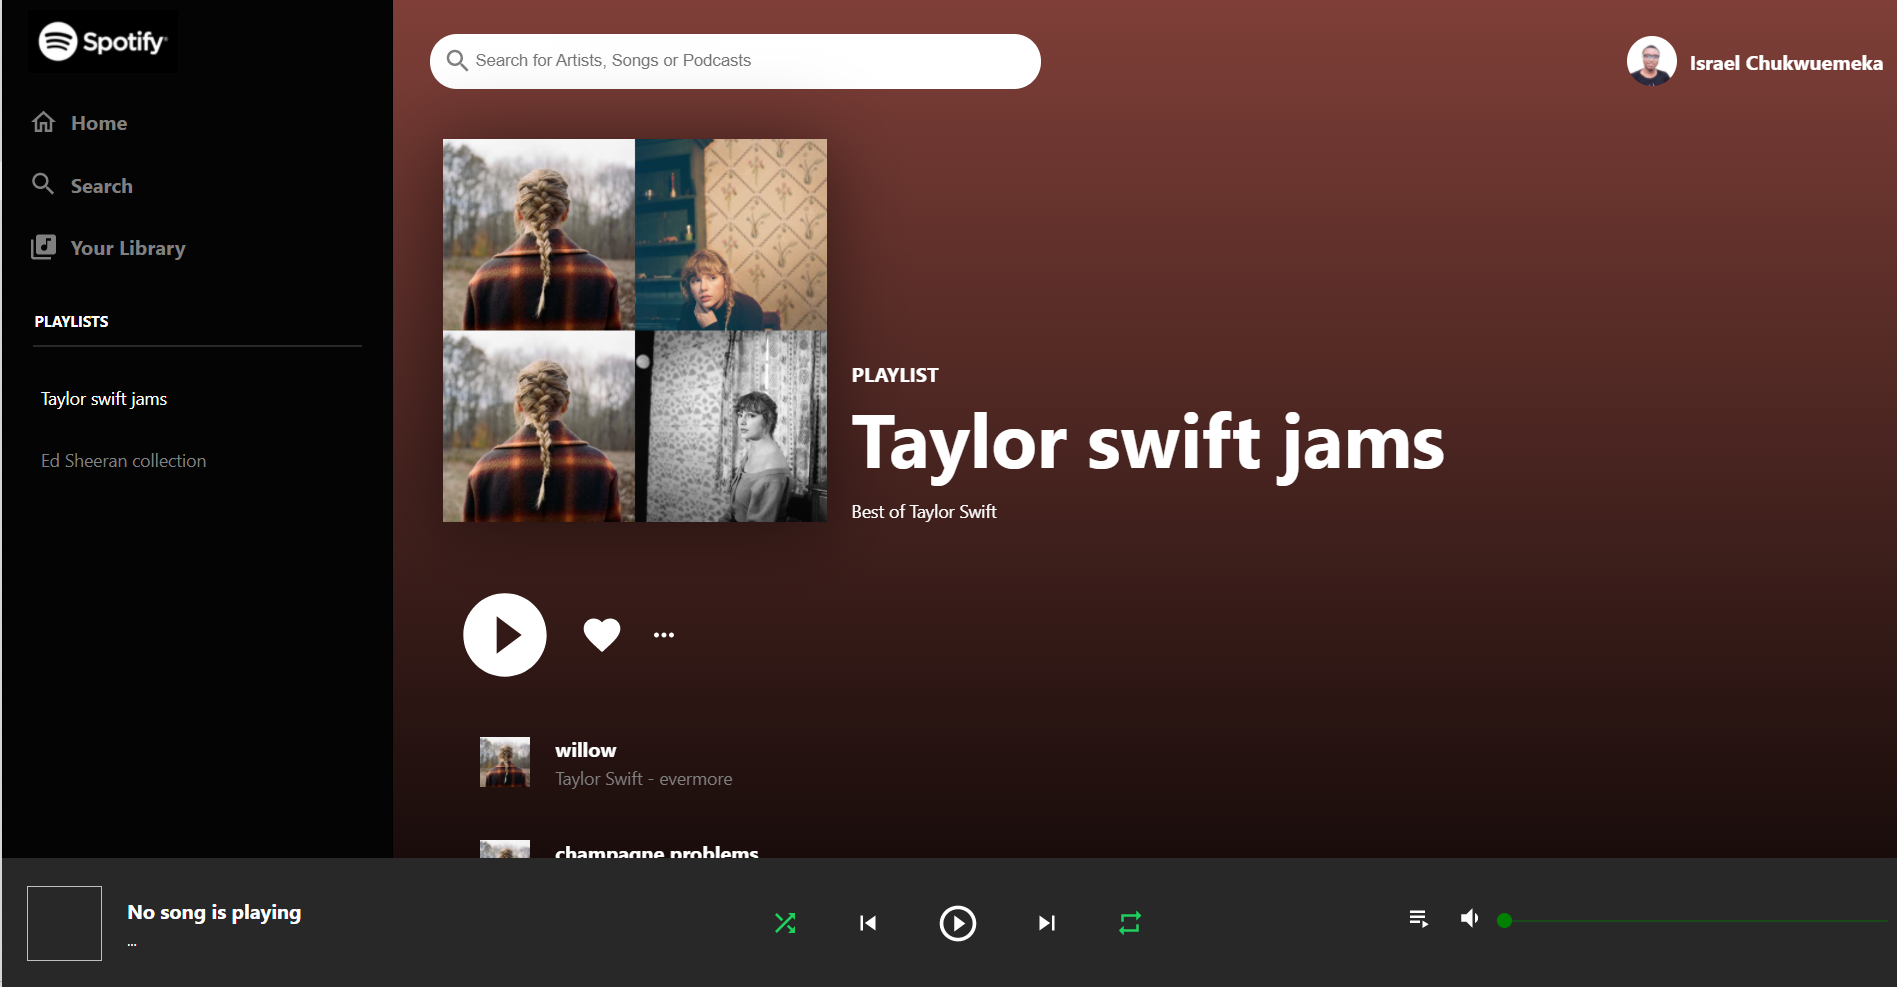 Spotify
Home
Search
Your Library
PLAYLISTS
Taylor swift jams
Ed Sheeran collection
Search for Artists, Songs or Podcasts
Israel Chukwuemeka
PLAYLIST
Taylor swift jams
Best of Taylor Swift
willow
Taylor Swift - evermore
champagne problems
No song is playing
...